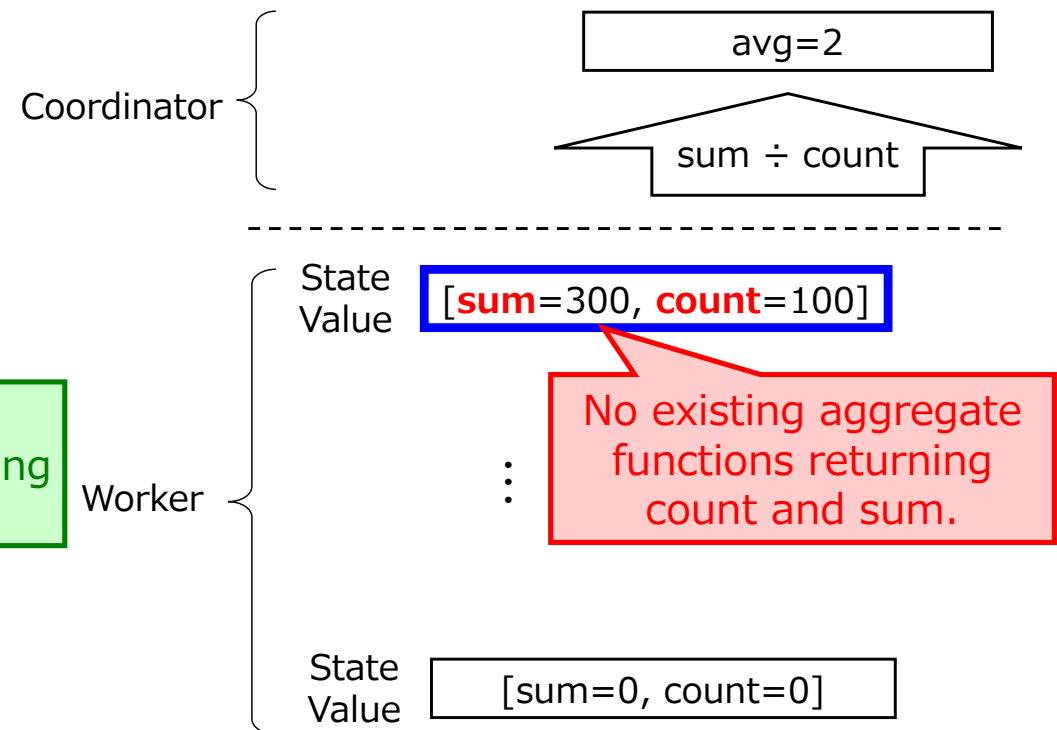 avg=2
Coordinator
sum ÷ count
State
Value
[sum=300, count=100]
No existing aggregate
functions returning
count and sum.
ng
Worker
⋮
State
Value
[sum=0, count=0]